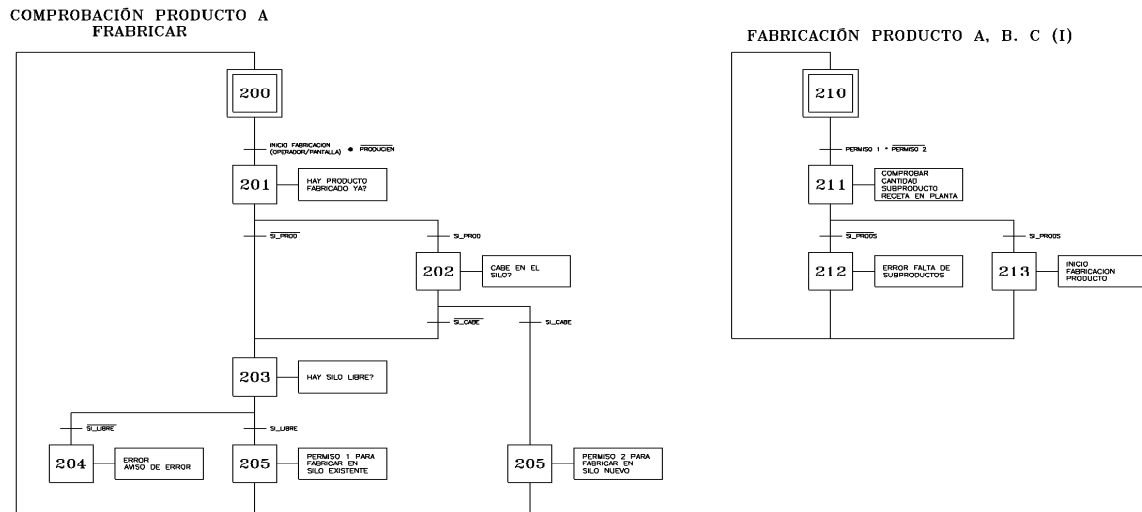 COMPROBACIÓN PRODUCTO A
FRABRICAR
200
INICIO FABRICACION
(OPERADOR/PANTALLA) * PRODUCIEN
201
HAY PRODUCTO
FABRICADO YA?
SI_PROD
SI_PROD
202
CABE EN EL
SILO?
SI_CABE
SI_CABE
203
HAY SILO LIBRE?
SI_LIBRE
SI_LIBRE
204
ERROR
AVISO DE ERROR
205
PERMISO 1 PARA
FABRICAR EN
SILO EXISTENTE
205
PERMISO 2 PARA
FABRICAR EN
SILO NUEVO
FABRICACIÓN PRODUCTO A, B. C (I)
210
PERMISO 1 * PERMISO 2
211
COMPROBAR
CANTIDAD
SUBPRODUCTO
RECETA EN PLANTA
SI_PRODS
SI_PRODS
212
ERROR FALTA DE
SUBPRODUCTOS
213
INICIO
FABRICACION
PRODUCTO